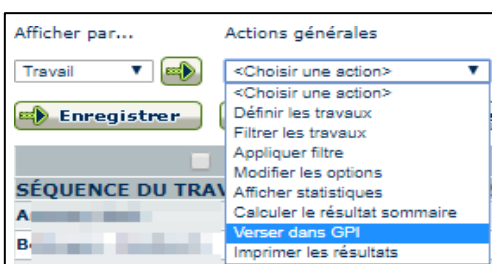 Afficher par... Actions générales
Travail <Choisir une action>
<Choisir une action>
Enregistrer Définir les travaux
Filtrer les travaux
Appliquer filtre
Modifier les options
SÉQUENCE DU TRAV Afficher statistiques
A Calculer le résultat sommaire
Verser dans GPI
B Imprimer les résultats